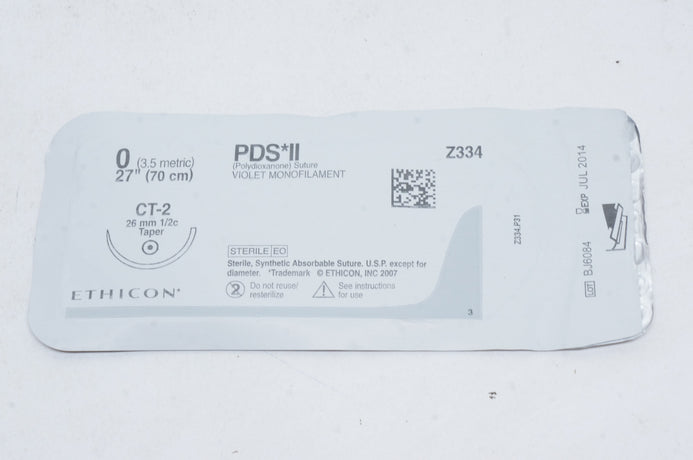 0 (3.5 metric)
27" (70 cm)
CT-2
26 mm 1/2c
Taper
ETHICON*
PDS*II
(Polydioxanone) Suture
VIOLET MONOFILAMENT
Z334
STERILE EO
Sterile, Synthetic Absorbable Suture. U.S.P. except for
diameter. *Trademark © ETHICON, INC 2007
2 Do not reuse/
resterilize
See instructions
for use
3
Z334.P31
EXP JUL 2014
LOT BJ6084